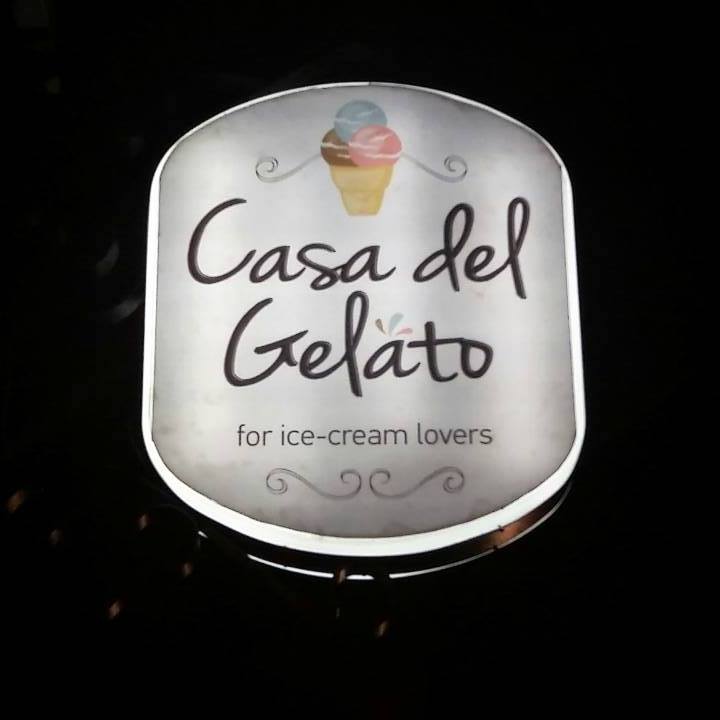 Casa del
Gelato
for ice-cream lovers